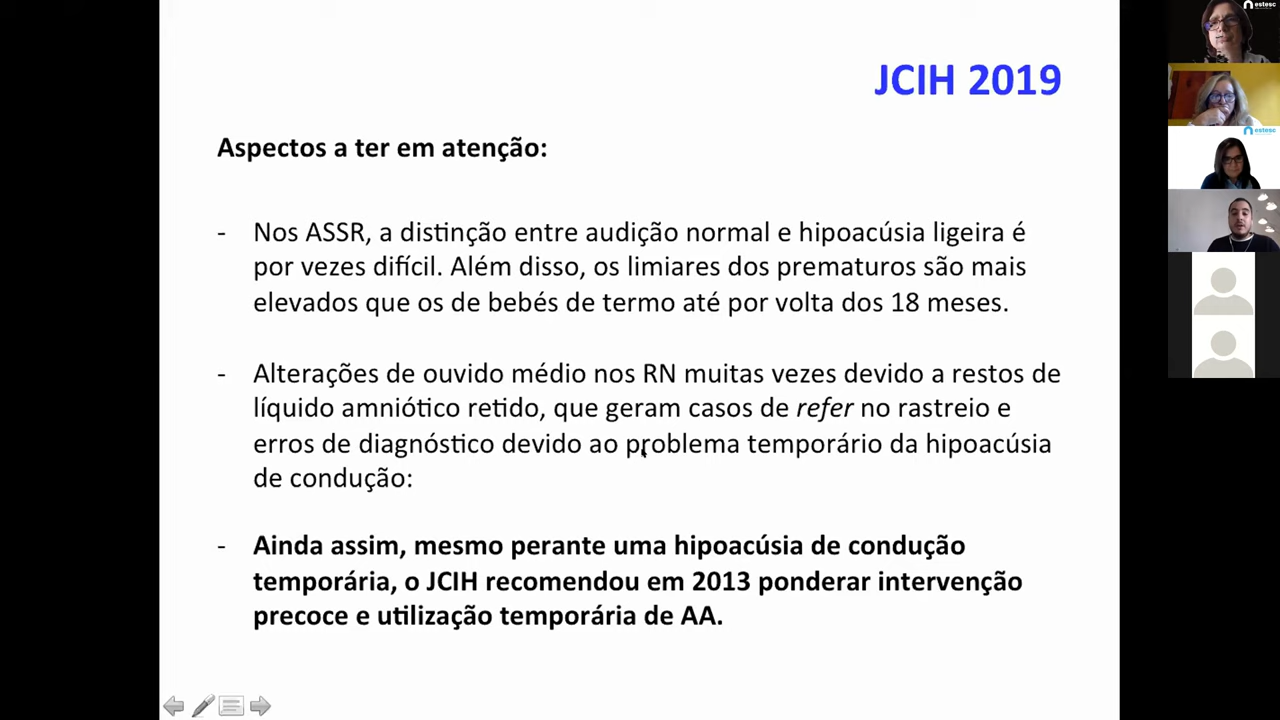 JCIH 2019
Aspectos a ter em atenção:
- Nos ASSR, a distinção entre audição normal e hipoacúsia ligeira é
por vezes difícil. Além disso, os limiares dos prematuros são mais
elevados que os de bebés de termo até por volta dos 18 meses.
- Alterações de ouvido médio nos RN muitas vezes devido a restos de
líquido amniótico retido, que geram casos de refer no rastreio e
erros de diagnóstico devido ao problema temporário da hipoacúsia
de condução:
- Ainda assim, mesmo perante uma hipoacúsia de condução
temporária, o JCIH recomendou em 2013 ponderar intervenção
precoce e utilização temporária de AA.
estesc
estesc